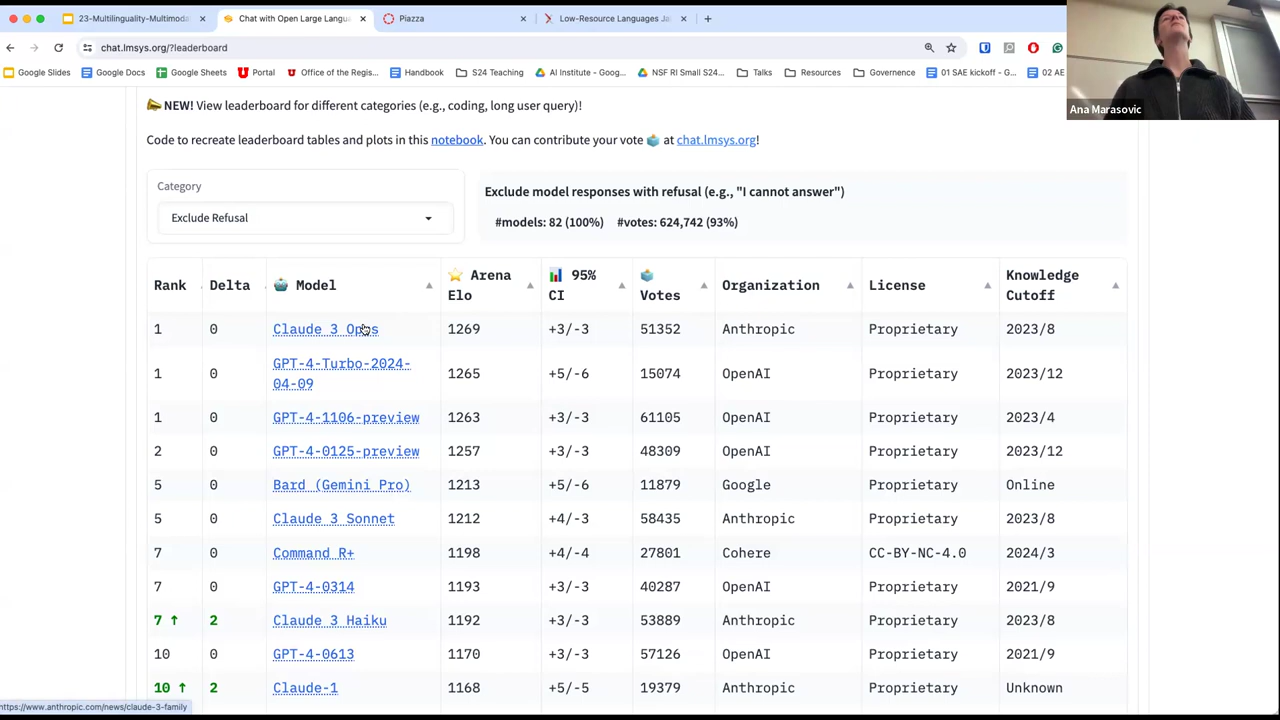 23-Multilinguality-Multimoda
Chat with Open Large Langu
Piazza
Low-Resource Languages Ja
chat.lmsys.org/?leaderboard
Google Slides
Google Docs
Google Sheets
Portal
Office of the Regis...
Handbook
S24 Teaching
AI Institute - Goog...
NSF RI Small S24...
Talks
Resources
Governence
01 SAE kickoff - G...
02 AE
Ana Marasovic
NEW! View leaderboard for different categories (e.g., coding, long user query)!
Code to recreate leaderboard tables and plots in this notebook. You can contribute your vote at chat.lmsys.org!
Category
Exclude Refusal
Exclude model responses with refusal (e.g., "I cannot answer")
#models: 82 (100%) #votes: 624,742 (93%)
Rank Delta Model Arena Elo 95% CI Votes Organization License Knowledge Cutoff
1 0 Claude 3 Opus 1269 +3/-3 51352 Anthropic Proprietary 2023/8
1 0 GPT-4-Turbo-2024-04-09 1265 +5/-6 15074 OpenAI Proprietary 2023/12
1 0 GPT-4-1106-preview 1263 +3/-3 61105 OpenAI Proprietary 2023/4
2 0 GPT-4-0125-preview 1257 +3/-3 48309 OpenAI Proprietary 2023/12
5 0 Bard (Gemini Pro) 1213 +5/-6 11879 Google Proprietary Online
5 0 Claude 3 Sonnet 1212 +4/-3 58435 Anthropic Proprietary 2023/8
7 0 Command R+ 1198 +4/-4 27801 Cohere CC-BY-NC-4.0 2024/3
7 0 GPT-4-0314 1193 +3/-3 40287 OpenAI Proprietary 2021/9
7 ↑ 2 Claude 3 Haiku 1192 +3/-3 53889 Anthropic Proprietary 2023/8
10 0 GPT-4-0613 1170 +3/-3 57126 OpenAI Proprietary 2021/9
10 ↑ 2 Claude-1 1168 +5/-5 19379 Anthropic Proprietary Unknown
https://www.anthropic.com/news/claude-3-family